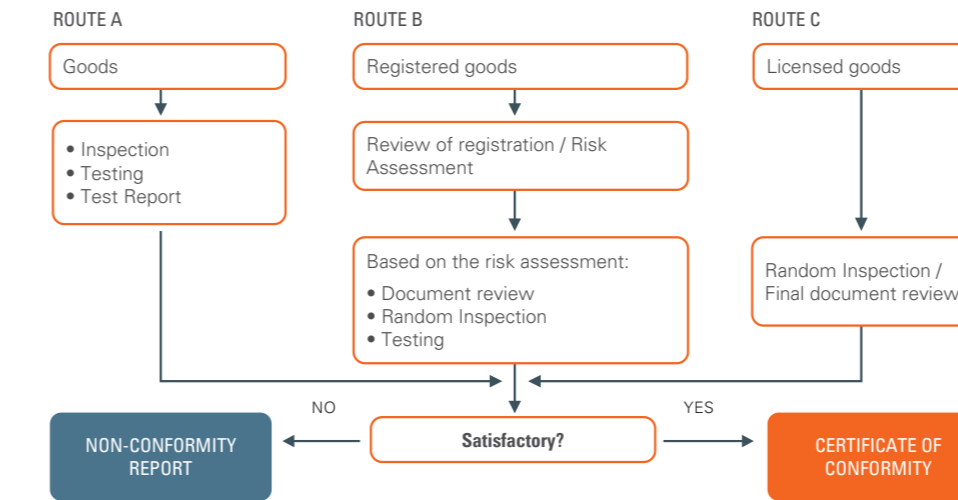 ROUTE A
Goods
• Inspection
• Testing
• Test Report
ROUTE B
Registered goods
Review of registration / Risk
Assessment
Based on the risk assessment:
• Document review
• Random Inspection
• Testing
ROUTE C
Licensed goods
Random Inspection /
Final document review
NO
Satisfactory?
YES
NON-CONFORMITY
REPORT
CERTIFICATE OF
CONFORMITY